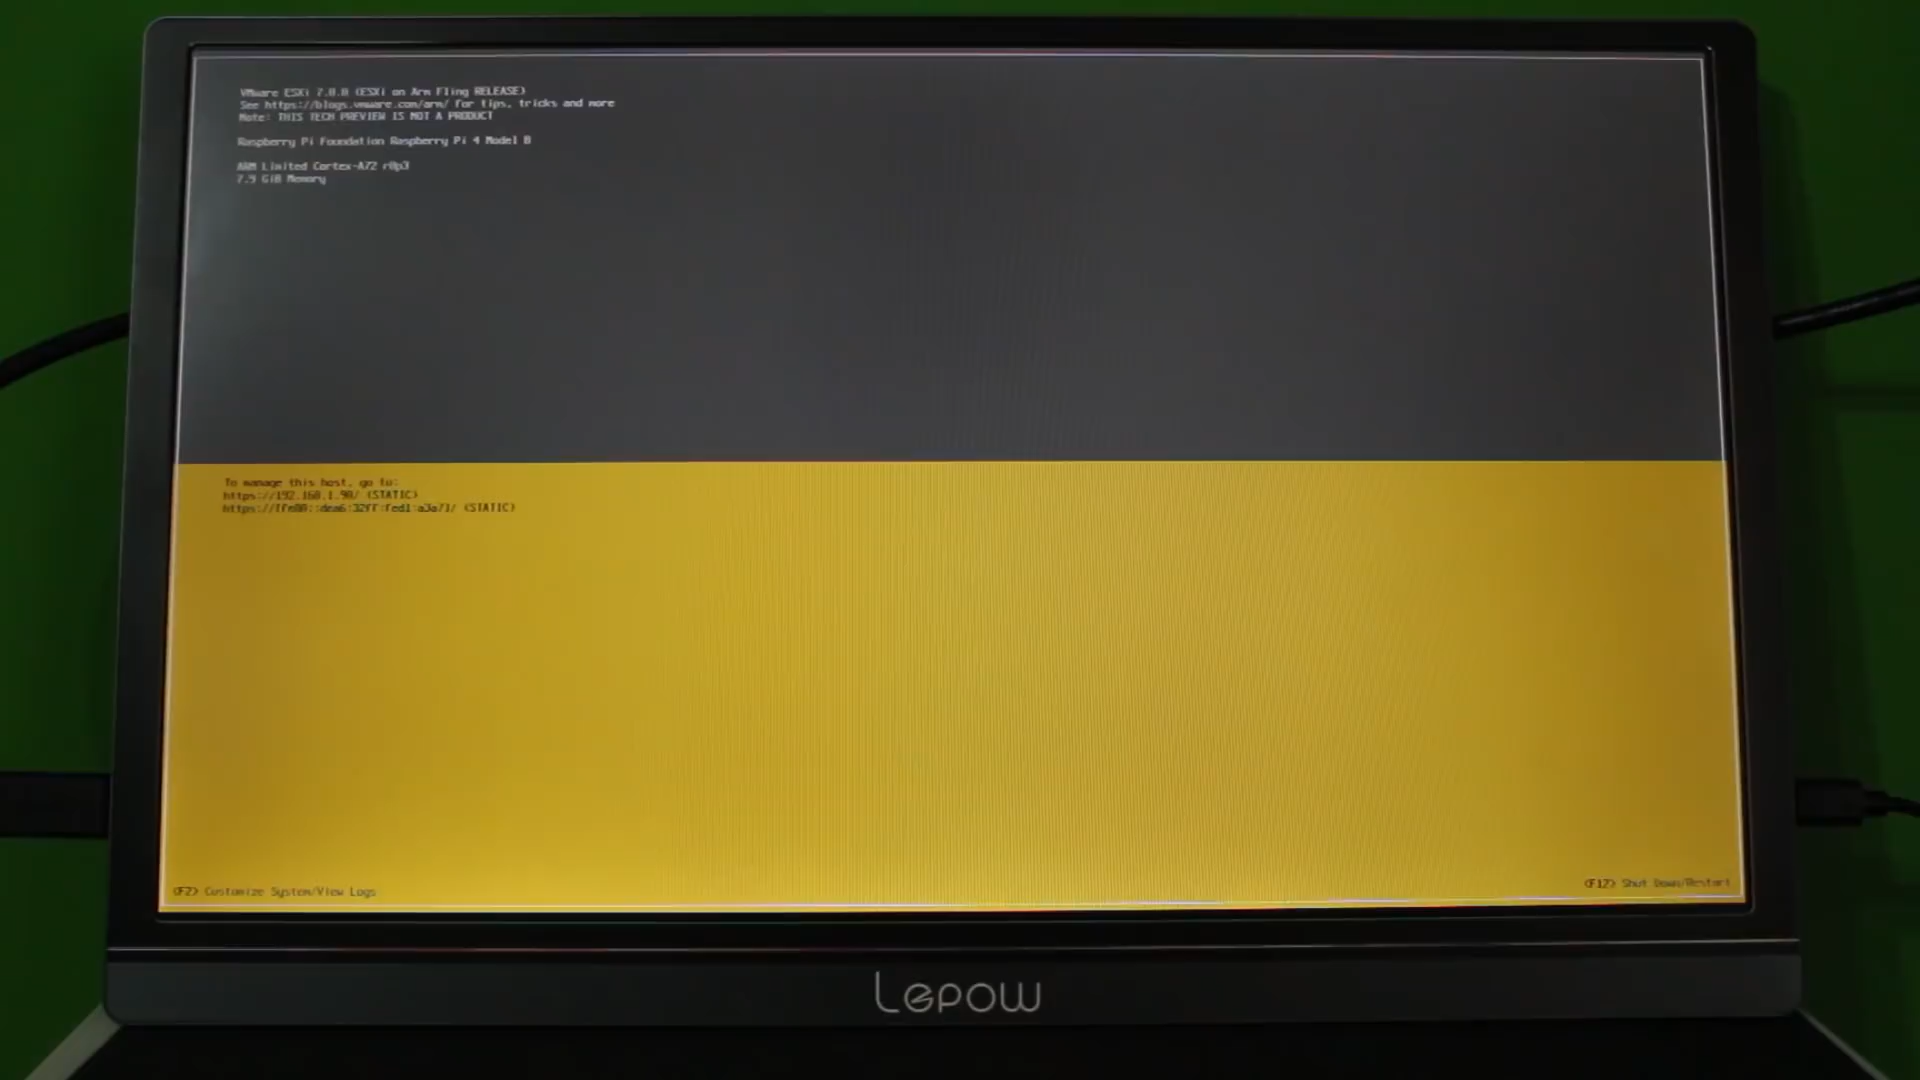 VMware ESXi 7.0.0 (ESXi on Arm Fling RELEASE)
See https://blogs.vmware.com/arm/ for tips, tricks and more
Note: THIS TECH PREVIEW IS NOT A PRODUCT
Raspberry Pi Foundation Raspberry Pi 4 Model B
ARM Limited Cortex-A72 r0p3
7.9 GiB Memory
To manage this host, go to:
https://192.168.1.90/ (STATIC)
(STATIC)
<F2> Customize System/View Logs
<F12> Shut Down/Restart
Lepow